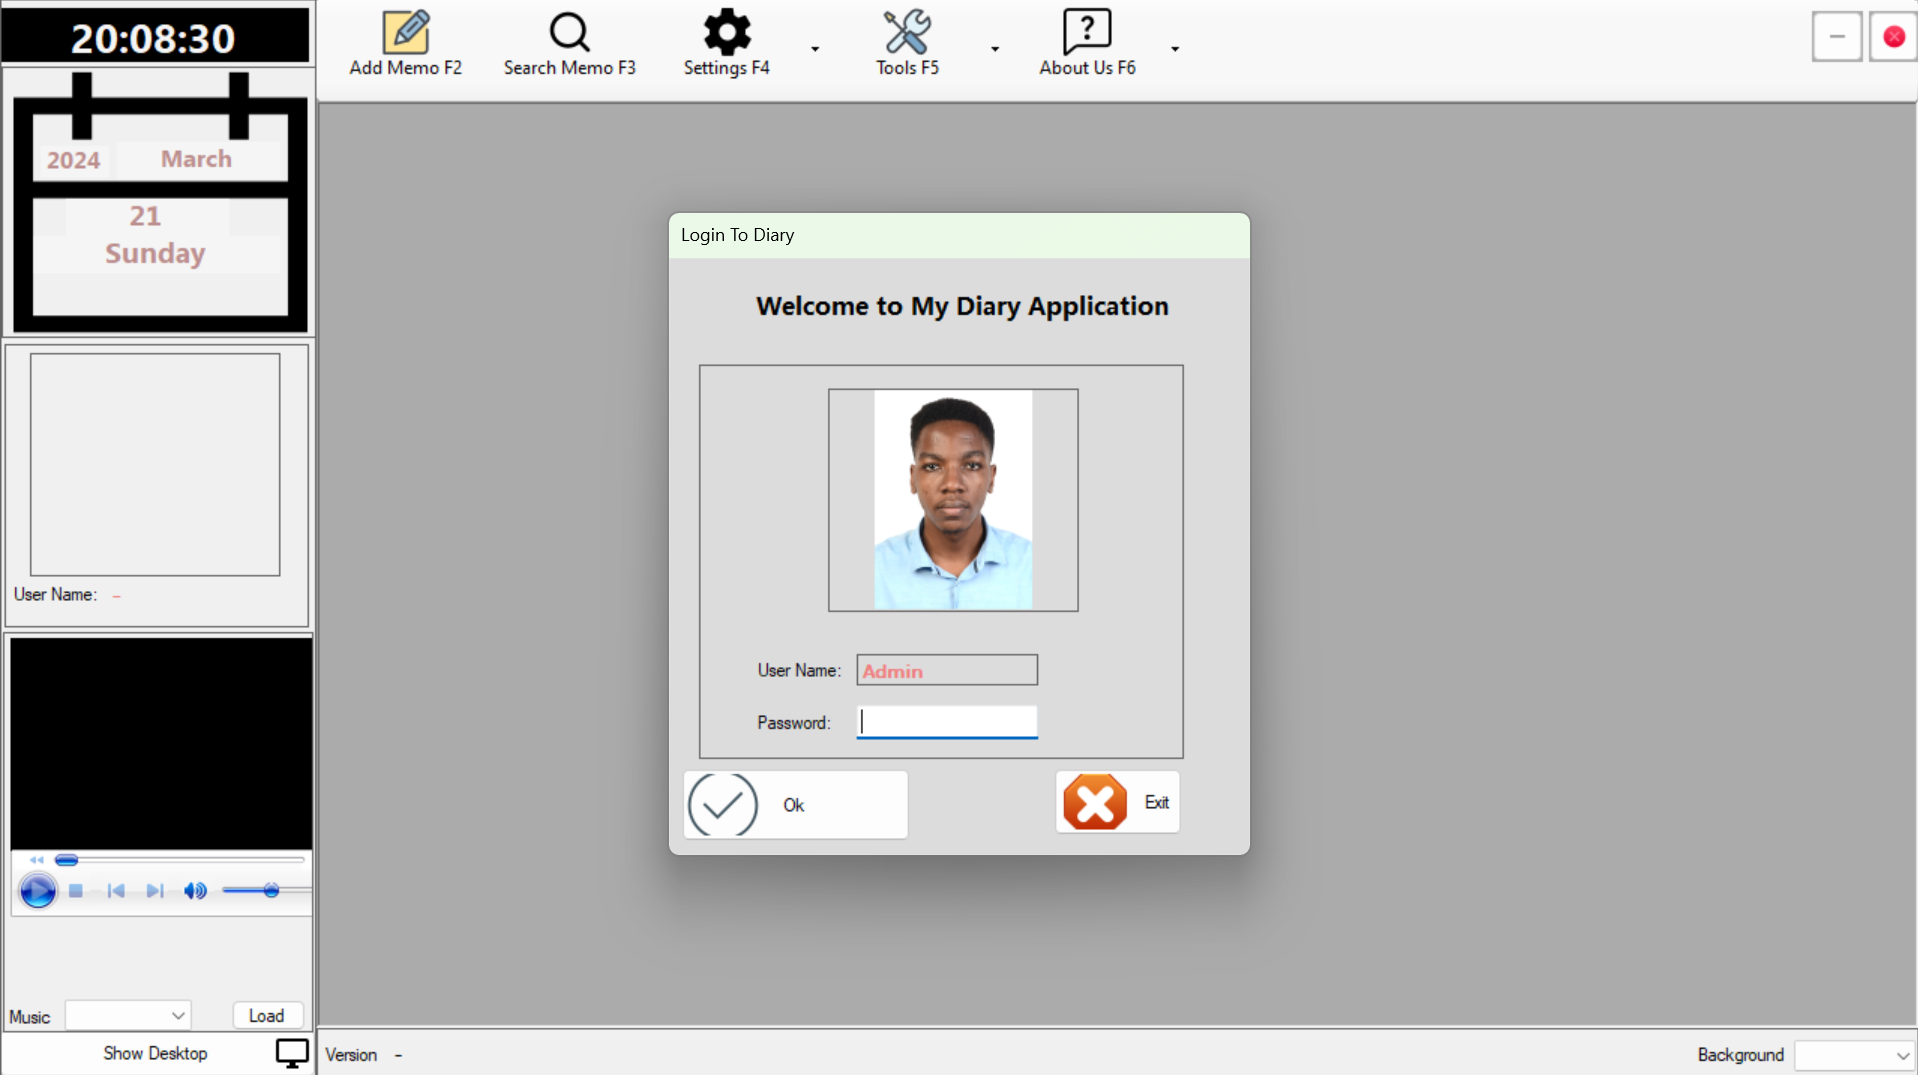 20:08:30
Add Memo F2
Search Memo F3
Settings F4
Tools F5
About Us F6
2024
March
21
Sunday
Login To Diary
Welcome to My Diary Application
User Name: Admin
Password:
Ok
Exit
User Name: -
Music
Load
Show Desktop
Version -
Background